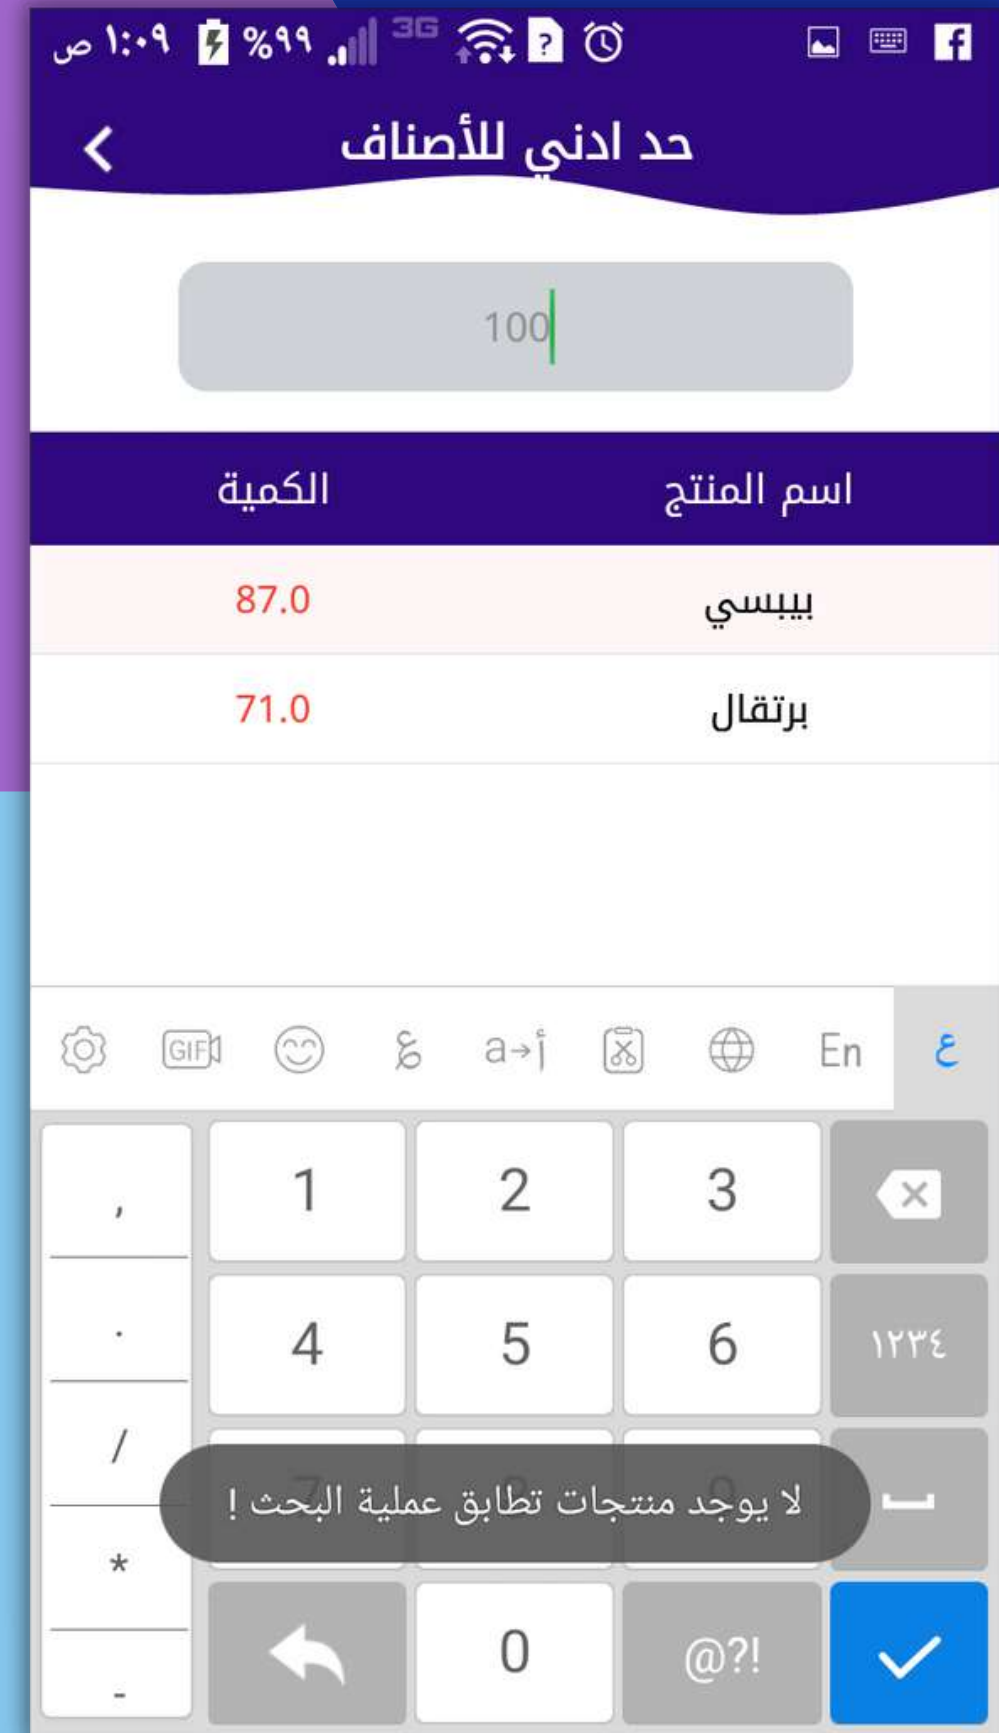 ١:٠٩ ص %٩٩ 3G
حد ادني للأصناف
100
اسم المنتج الكمية
بيبسي 87.0
برتقال 71.0
ع En أ→a GIF
, 1 2 3
. 4 5 6 ١٢٣٤
/
لا يوجد منتجات تطابق عملية البحث !
*
- 0 @?!